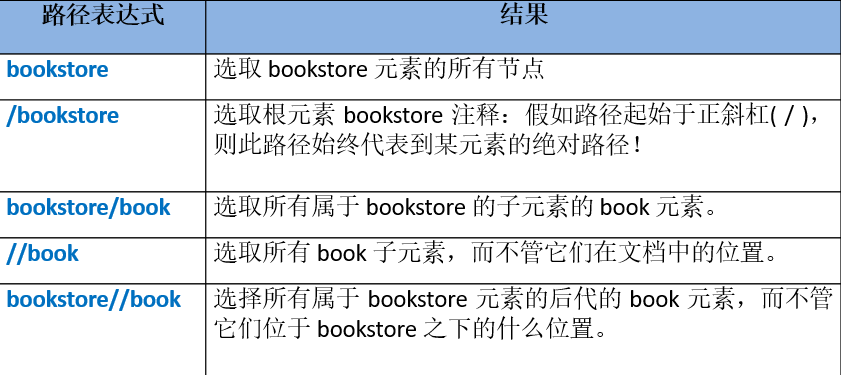 路径表达式 结果
bookstore 选取 bookstore 元素的所有节点
/bookstore 选取根元素 bookstore 注释：假如路径起始于正斜杠( / )，
则此路径始终代表到某元素的绝对路径！
bookstore/book 选取所有属于 bookstore 的子元素的 book 元素。
//book 选取所有 book 子元素，而不管它们在文档中的位置。
bookstore//book 选择所有属于 bookstore 元素的后代的 book 元素，而不管
它们位于 bookstore 之下的什么位置。